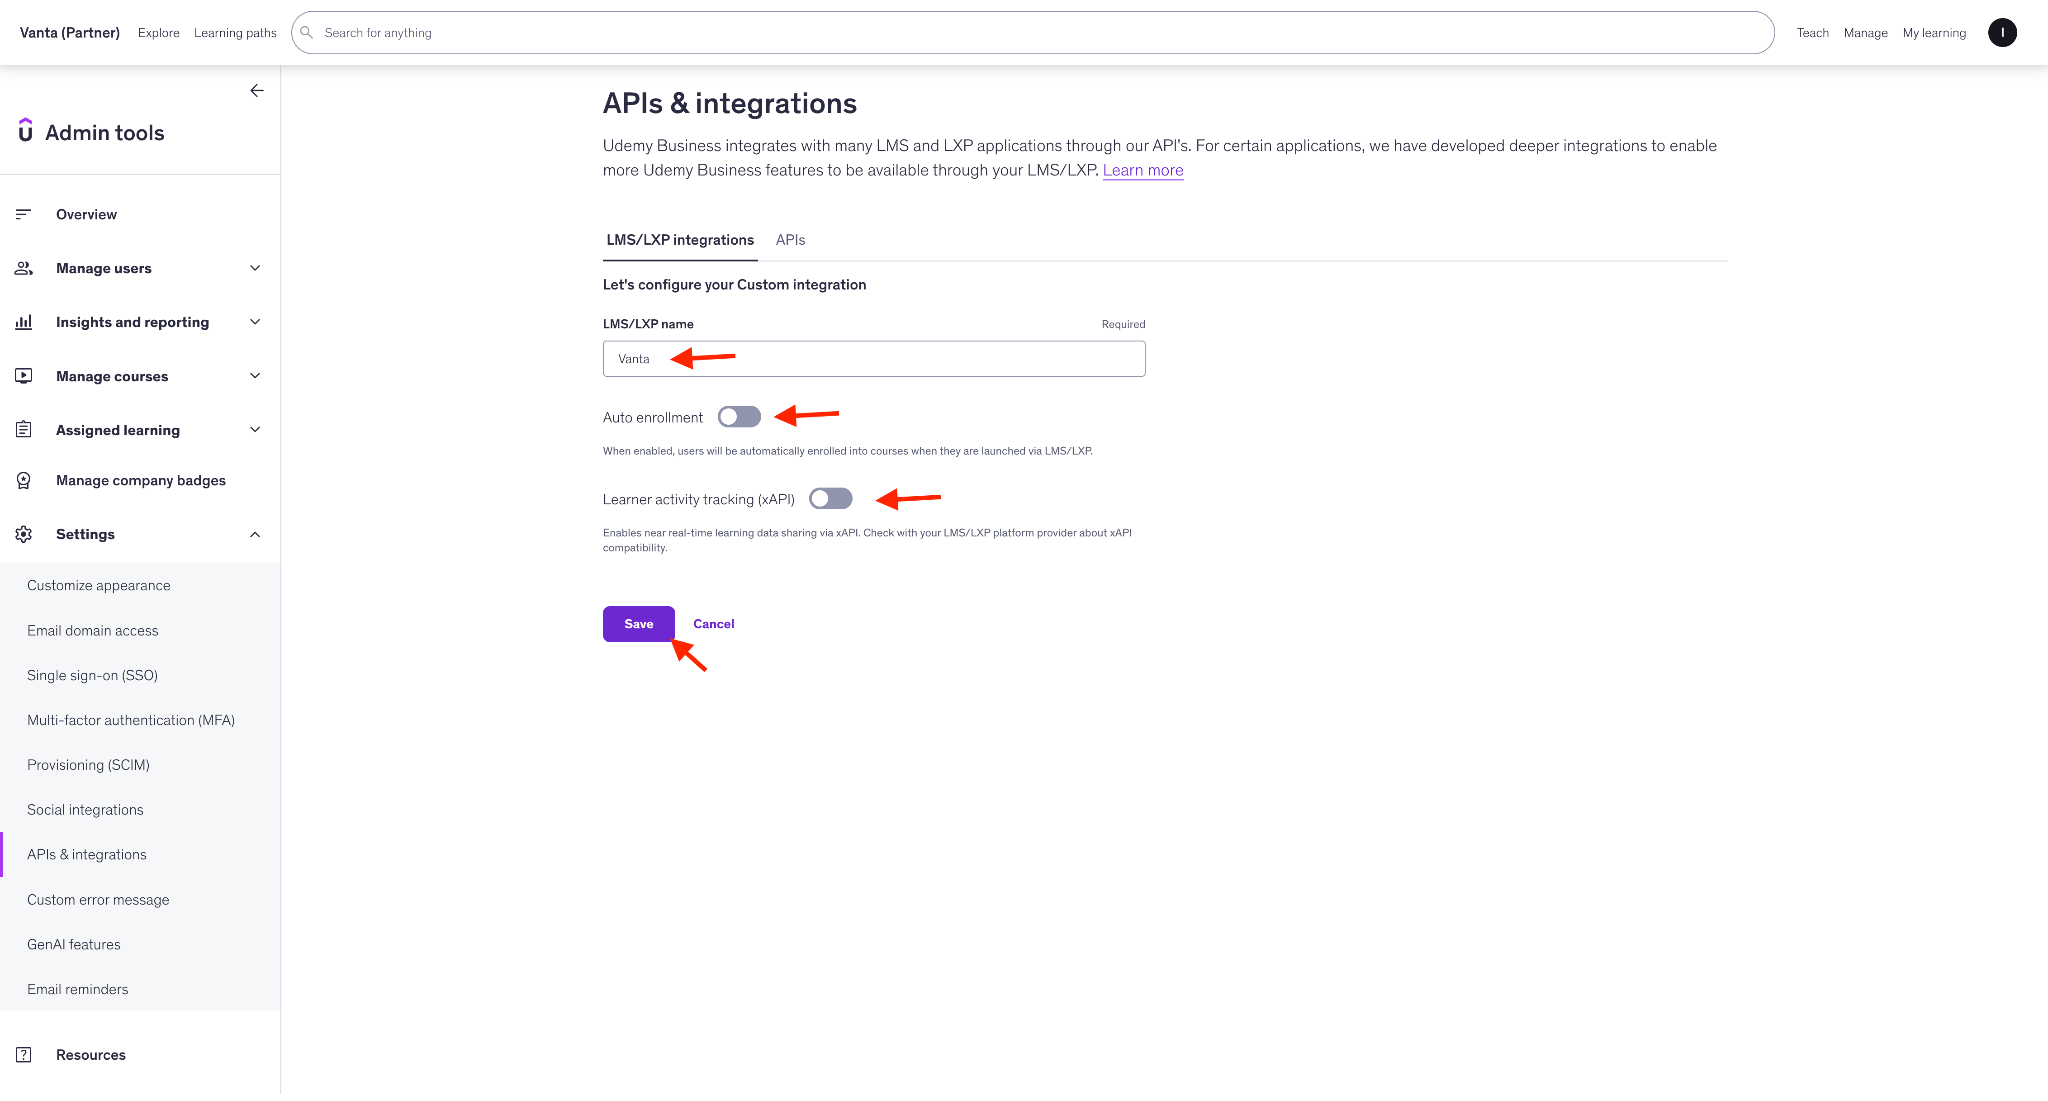 Vanta (Partner)
Explore
Learning paths
Search for anything
Teach
Manage
My learning
I
Admin tools
Overview
Manage users
Insights and reporting
Manage courses
Assigned learning
Manage company badges
Settings
Customize appearance
Email domain access
Single sign-on (SSO)
Multi-factor authentication (MFA)
Provisioning (SCIM)
Social integrations
APIs & integrations
Custom error message
GenAI features
Email reminders
Resources
APIs & integrations
Udemy Business integrates with many LMS and LXP applications through our API's. For certain applications, we have developed deeper integrations to enable
more Udemy Business features to be available through your LMS/LXP. Learn more
LMS/LXP integrations
APIs
Let's configure your Custom integration
LMS/LXP name
Required
Vanta
Auto enrollment
When enabled, users will be automatically enrolled into courses when they are launched via LMS/LXP.
Learner activity tracking (xAPI)
Enables near real-time learning data sharing via xAPI. Check with your LMS/LXP platform provider about xAPI
compatibility.
Save
Cancel